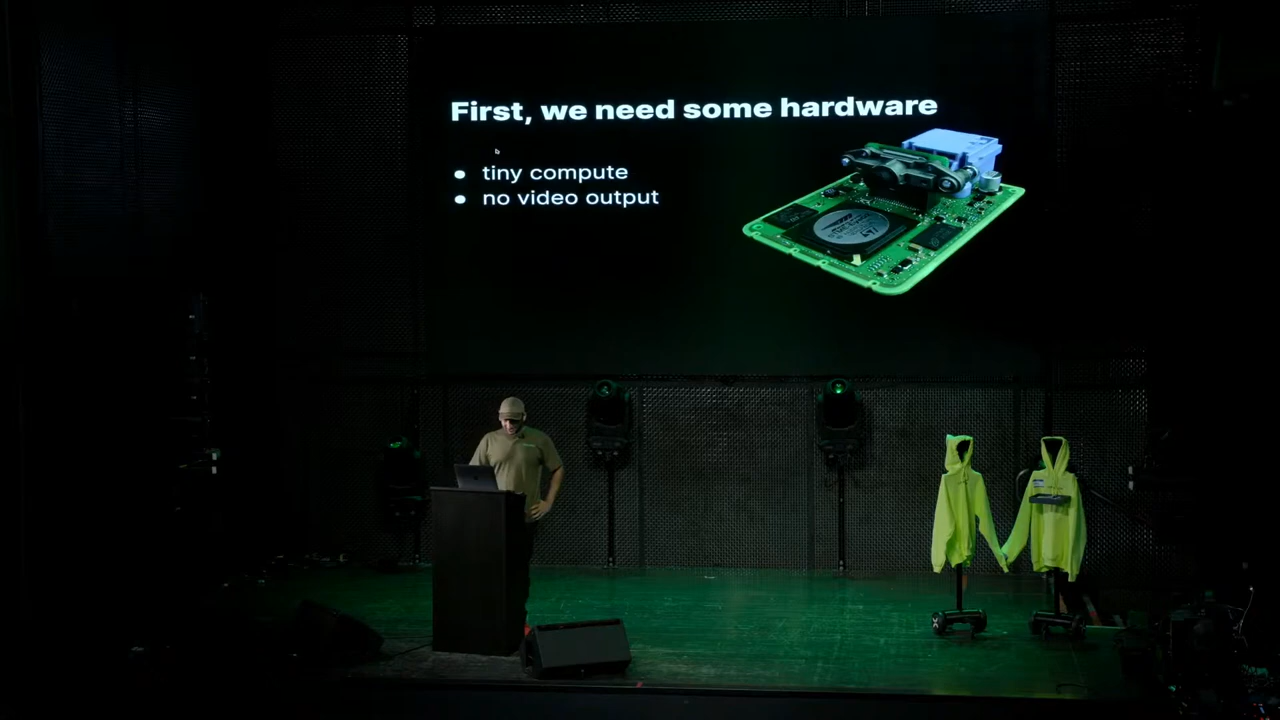 First, we need some hardware
tiny compute
no video output